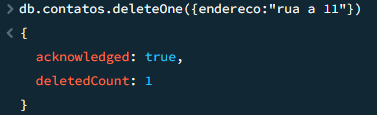 > db.contatos.deleteOne({endereco:"rua a 11"})
< {
acknowledged: true,
deletedCount: 1
}